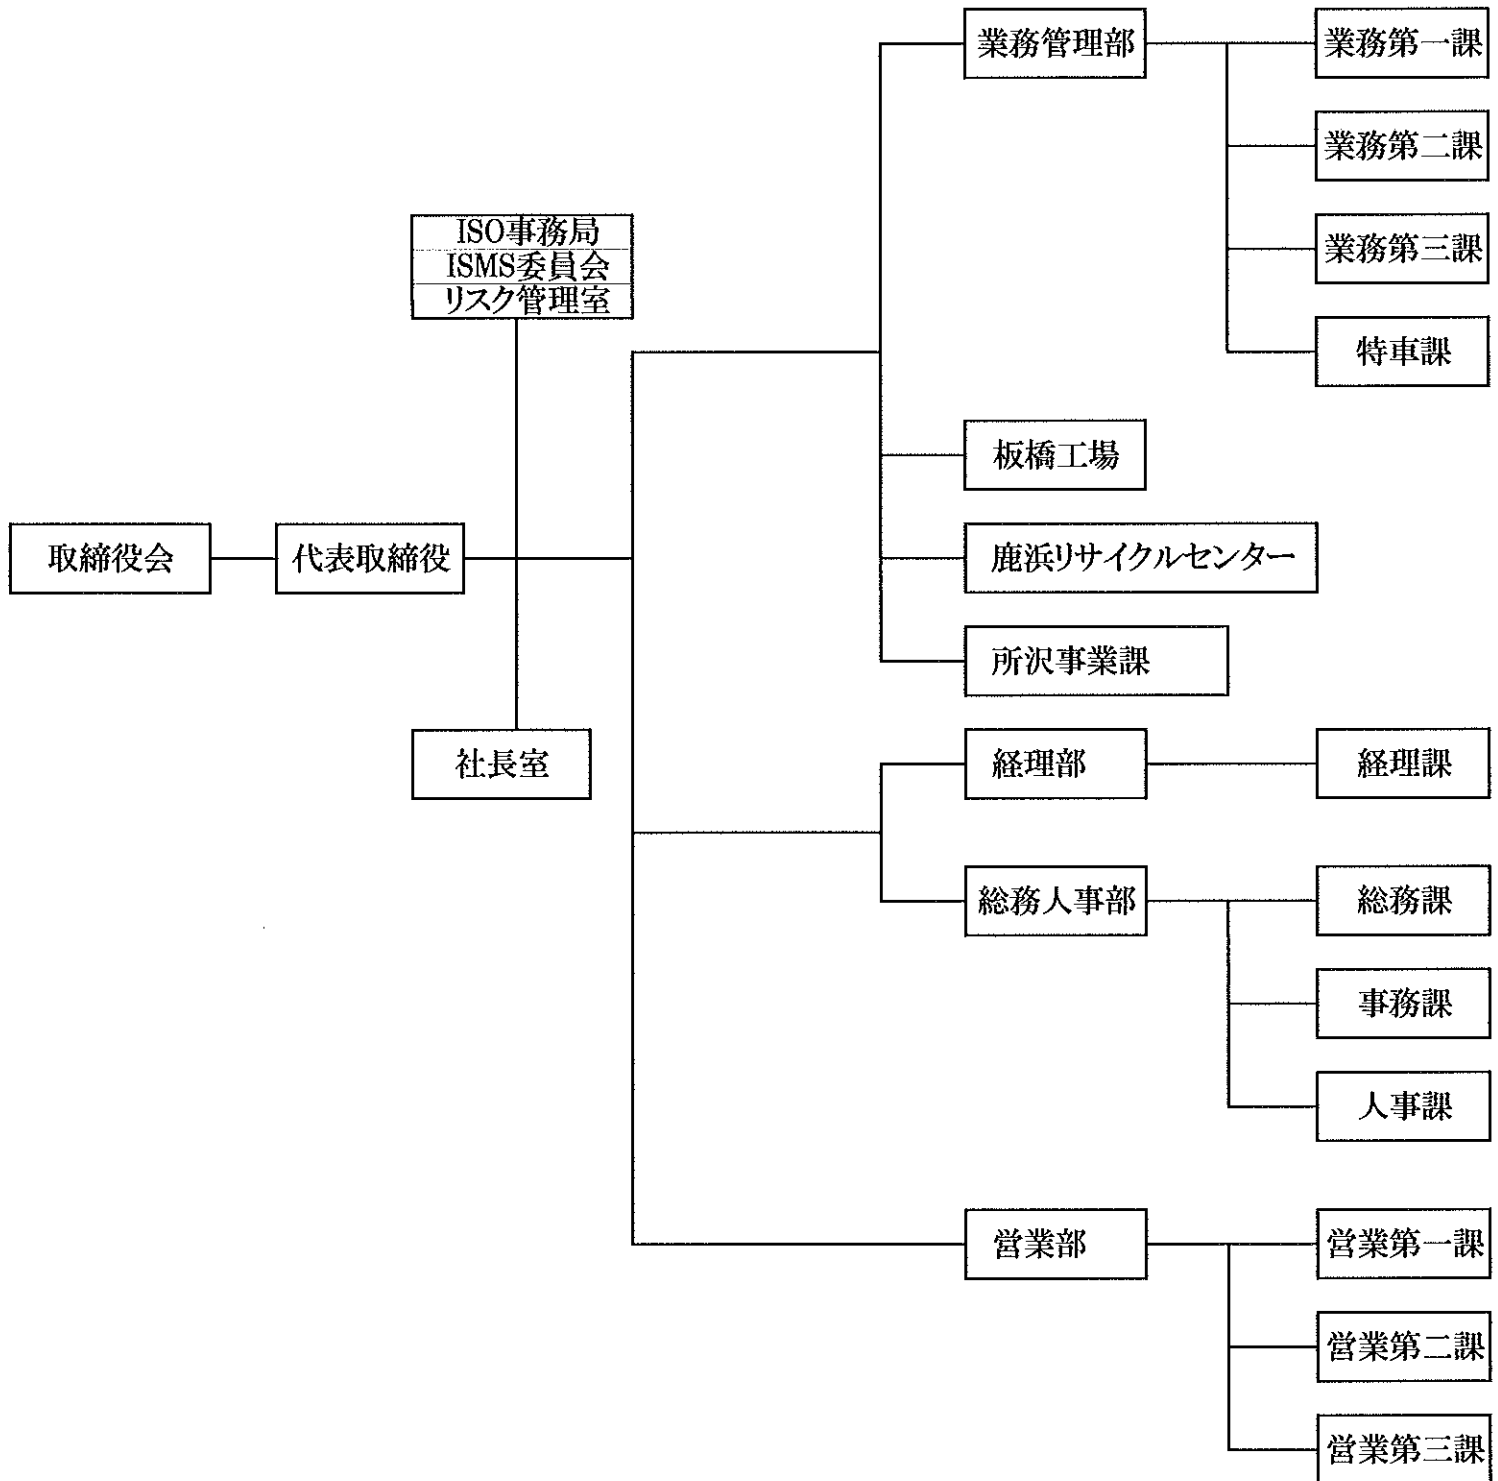 取締役会
代表取締役
ISO事務局
ISMS委員会
リスク管理室
社長室
業務管理部
業務第一課
業務第二課
業務第三課
特車課
板橋工場
鹿浜リサイクルセンター
所沢事業課
経理部
経理課
総務人事部
総務課
事務課
人事課
営業部
営業第一課
営業第二課
営業第三課